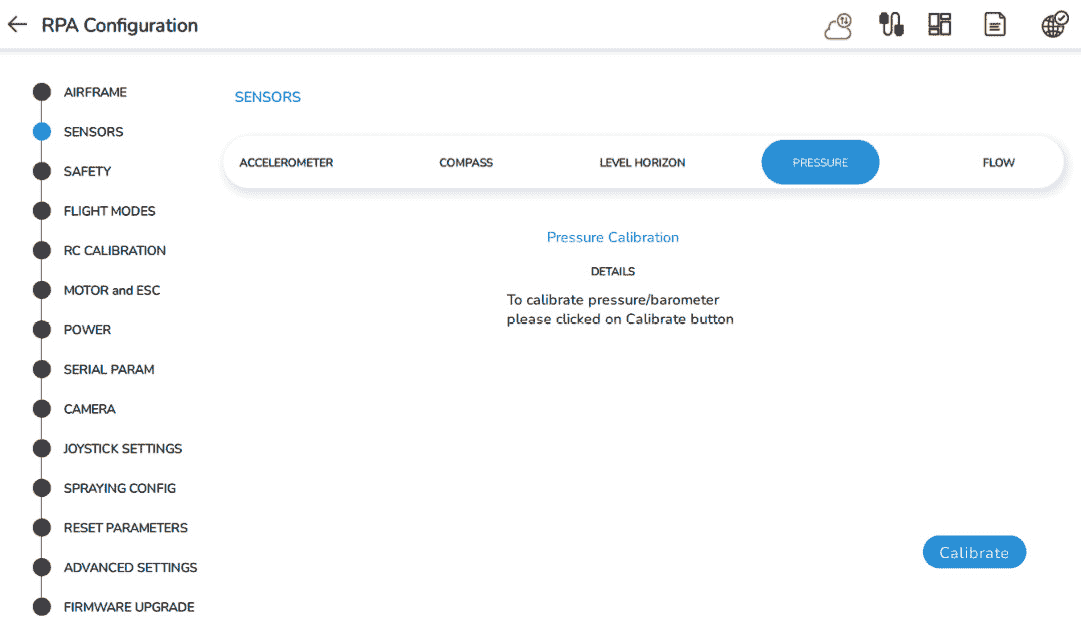 RPA Configuration
AIRFRAME
SENSORS
SAFETY
FLIGHT MODES
RC CALIBRATION
MOTOR and ESC
POWER
SERIAL PARAM
CAMERA
JOYSTICK SETTINGS
SPRAYING CONFIG
RESET PARAMETERS
ADVANCED SETTINGS
FIRMWARE UPGRADE
SENSORS
ACCELEROMETER COMPASS LEVEL HORIZON PRESSURE FLOW
Pressure Calibration
DETAILS
To calibrate pressure/barometer
please clicked on Calibrate button
Calibrate